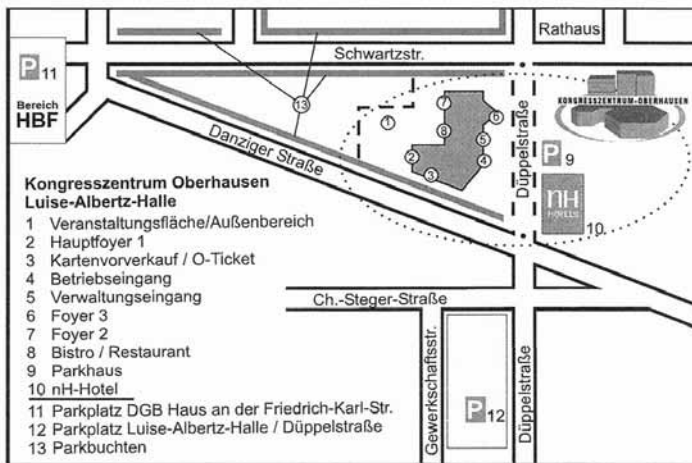 Rathaus
P 11
Schwartzstr.
Bereich
HBF
13
KONGRESSZENTRUM-OBERHAUSEN
7
1
6
8
5
2
4
3
Düppelstraße
P 9
Danziger Straße
nH
HOTELS
10
Kongresszentrum Oberhausen
Luise-Albertz-Halle
1 Veranstaltungsfläche/Außenbereich
2 Hauptfoyer 1
3 Kartenvorverkauf / O-Ticket
4 Betriebseingang
5 Verwaltungseingang
6 Foyer 3
7 Foyer 2
8 Bistro / Restaurant
9 Parkhaus
10 nH-Hotel
11 Parkplatz DGB Haus an der Friedrich-Karl-Str.
12 Parkplatz Luise-Albertz-Halle / Düppelstraße
13 Parkbuchten
Ch.-Steger-Straße
Gewerkschaftsstr.
P 12
Düppelstraße